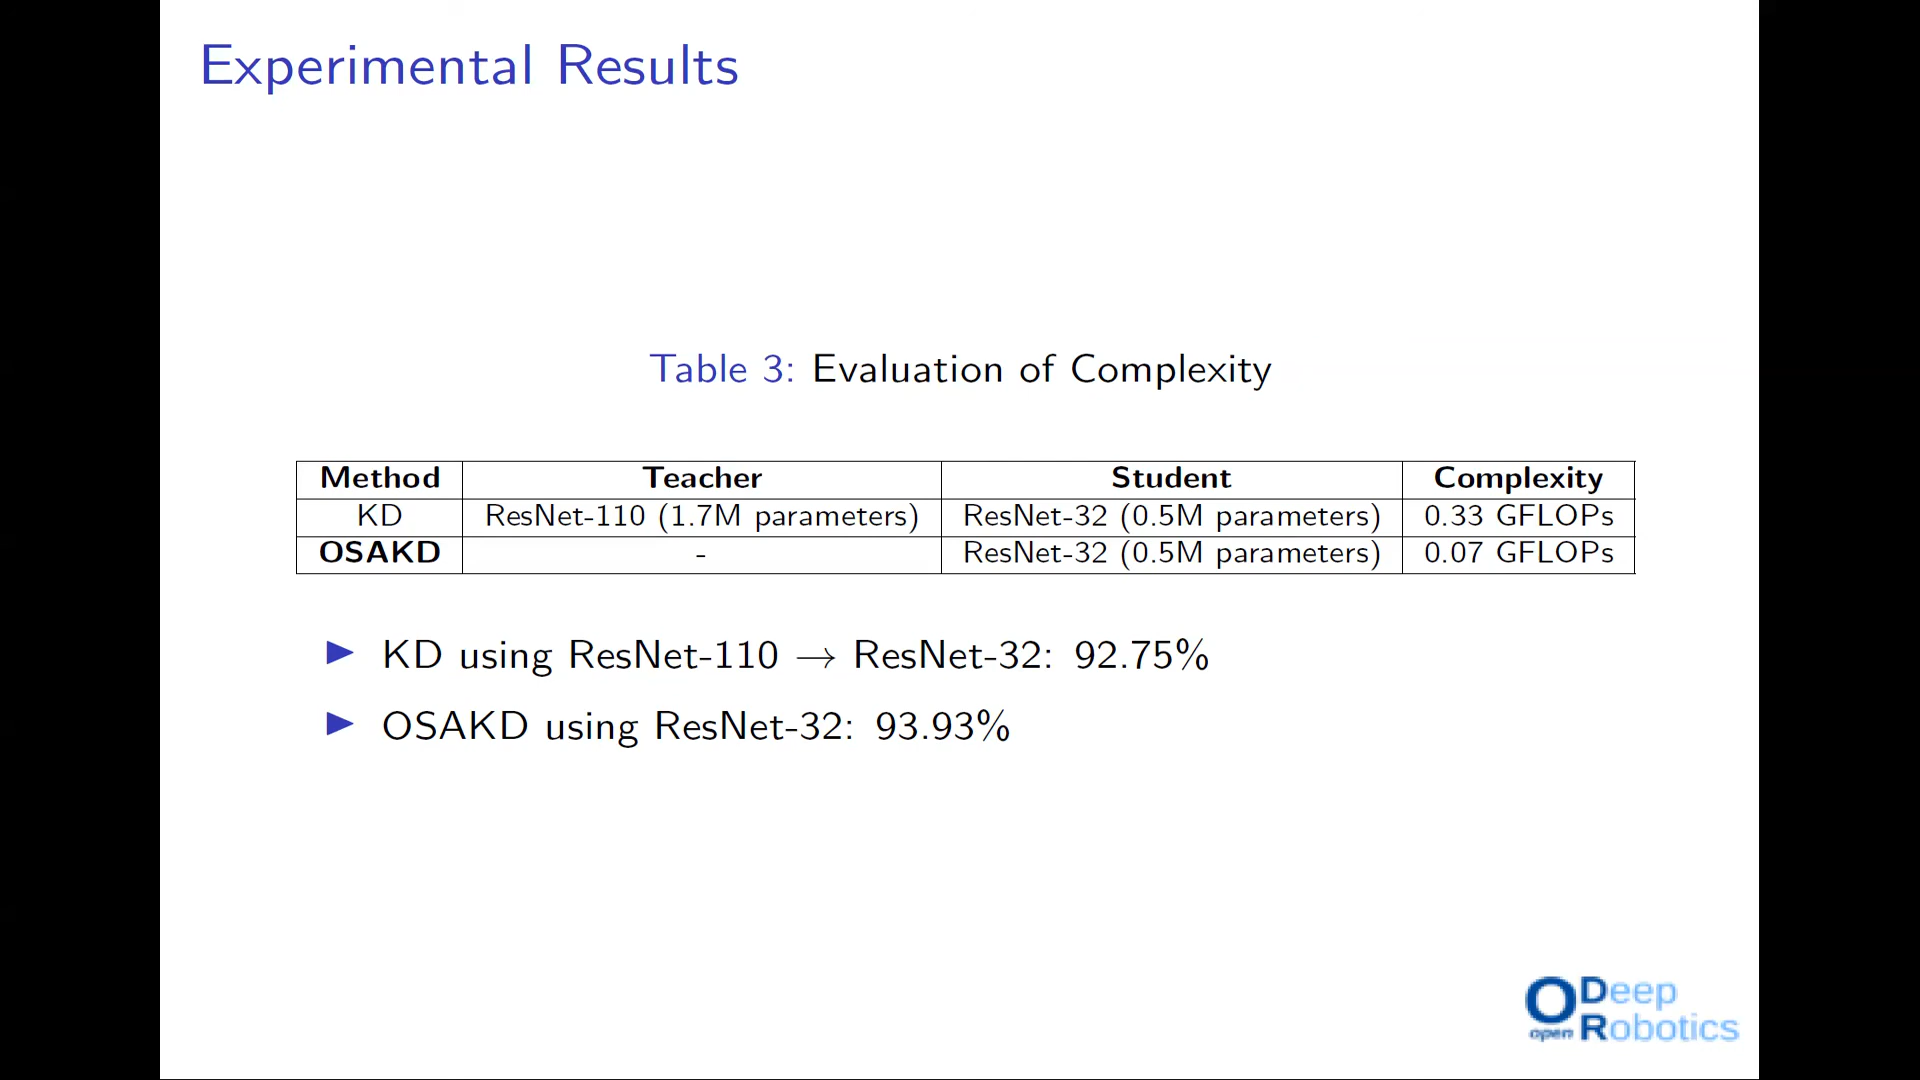 Experimental Results
Table 3: Evaluation of Complexity
Method Teacher Student Complexity
KD ResNet-110 (1.7M parameters) ResNet-32 (0.5M parameters) 0.33 GFLOPs
OSAKD - ResNet-32 (0.5M parameters) 0.07 GFLOPs
▶ KD using ResNet-110 → ResNet-32: 92.75%
▶ OSAKD using ResNet-32: 93.93%
Open Deep
Robotics